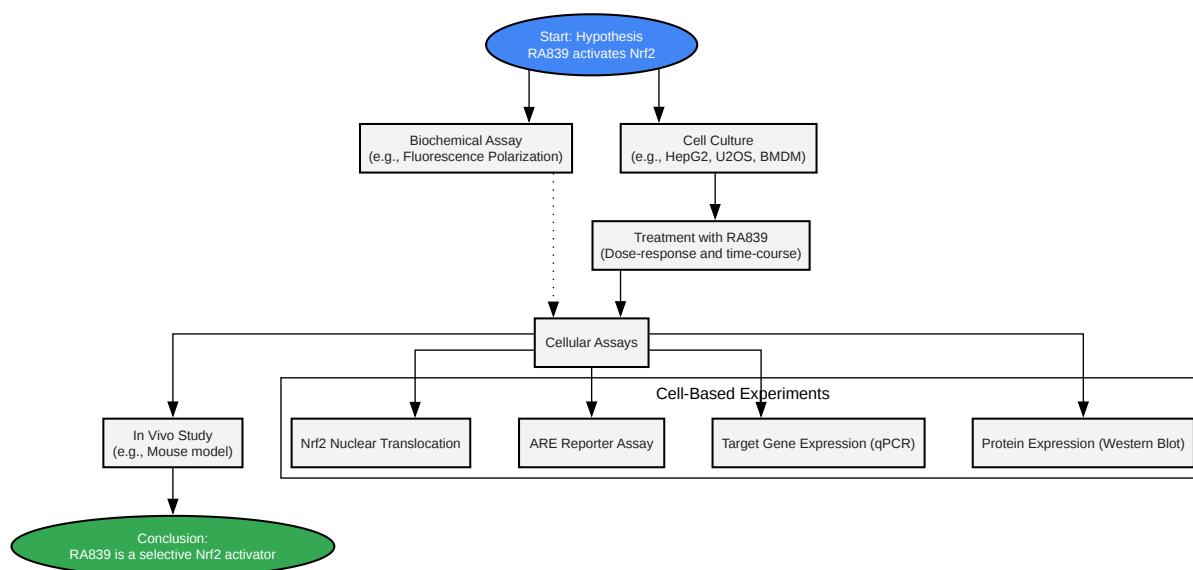 Start: Hypothesis
RA839 activates Nrf2
Biochemical Assay
(e.g., Fluorescence Polarization)
Cell Culture
(e.g., HepG2, U2OS, BMDM)
Treatment with RA839
(Dose-response and time-course)
Cellular Assays
Cell-Based Experiments
In Vivo Study
(e.g., Mouse model)
Nrf2 Nuclear Translocation
ARE Reporter Assay
Target Gene Expression (qPCR)
Protein Expression (Western Blot)
Conclusion:
RA839 is a selective Nrf2 activator